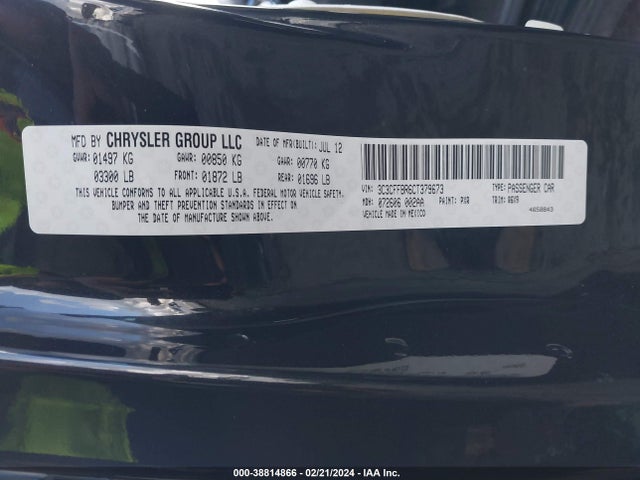 MFD BY CHRYSLER GROUP LLC DATE OF MFR(BUILT): JUL 12
GVWR: 01497 KG GAWR: 00850 KG GAWR: 00770 KG
03300 LB FRONT: 01872 LB REAR: 01696 LB
THIS VEHICLE CONFORMS TO ALL APPLICABLE U.S.A. FEDERAL MOTOR VEHICLE SAFETY,
BUMPER AND THEFT PREVENTION STANDARDS IN EFFECT ON
THE DATE OF MANUFACTURE SHOWN ABOVE.
VIN: 3C3CFFBR6CT379673 TYPE: PASSENGER CAR
MDH: 072606 002AA PAINT: PXR TRIM: B6X9
VEHICLE MADE IN MEXICO 4658843
000-38814866 - 02/21/2024 - IAA Inc.